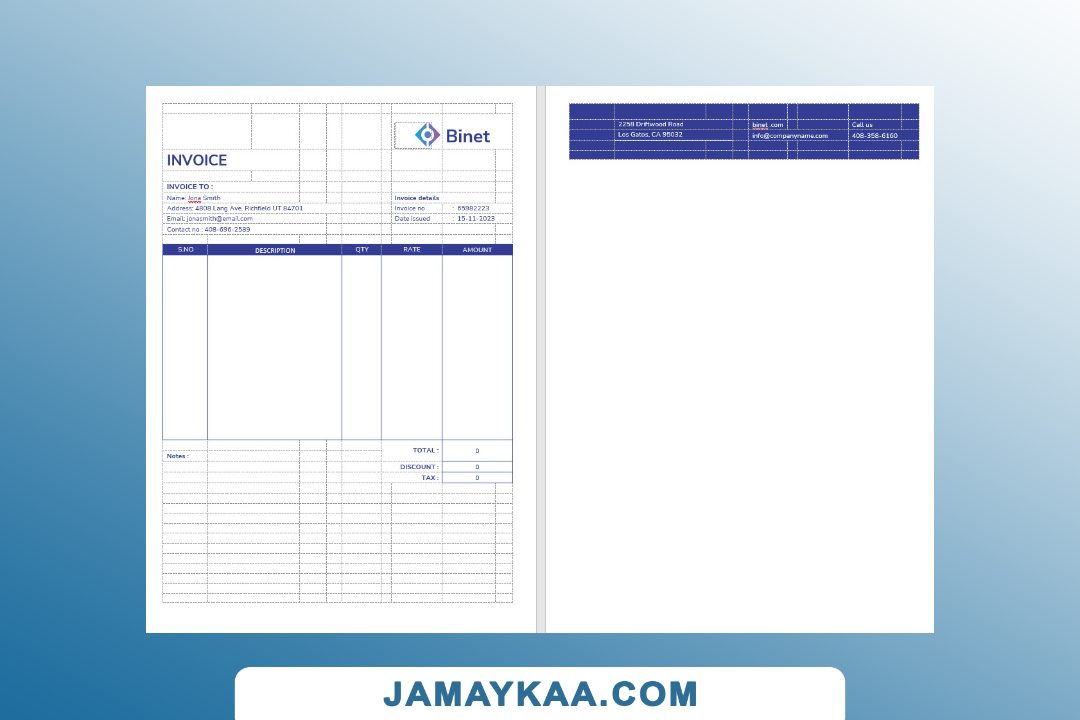 Binet
INVOICE
INVOICE TO :
Name: Jona Smith
Address: 4808 Lang Ave. Richfield UT 84701
Email: jonasmith@email.com
Contact no : 408-696-2589
Invoice details
Invoice no : 65982223
Date issued : 15-11-2023
S.NO DESCRIPTION QTY RATE AMOUNT
Notes :
TOTAL : 0
DISCOUNT : 0
TAX : 0
2258 Driftwood Road
Los Gatos, CA 95032
binet .com
info@companyname.com
Call us
408-358-6160
JAMAYKAA.COM